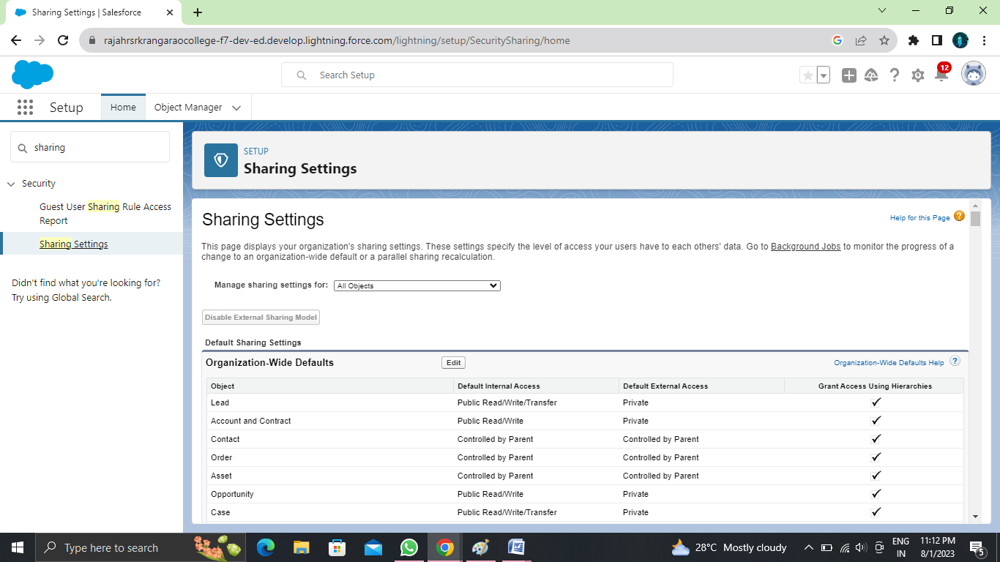 Sharing Settings | Salesforce
rajahrsrkrangaraocollege-f7-dev-ed.develop.lightning.force.com/lightning/setup/SecuritySharing/home
Search Setup
12
Setup
Home
Object Manager
sharing
Security
Guest User Sharing Rule Access
Report
Sharing Settings
Didn't find what you're looking for?
Try using Global Search.
SETUP
Sharing Settings
Sharing Settings
Help for this Page
This page displays your organization's sharing settings. These settings specify the level of access your users have to each others' data. Go to Background Jobs to monitor the progress of a
change to an organization-wide default or a parallel sharing recalculation.
Manage sharing settings for: All Objects
Disable External Sharing Model
Default Sharing Settings
Organization-Wide Defaults Edit Organization-Wide Defaults Help ?
Object Default Internal Access Default External Access Grant Access Using Hierarchies
Lead Public Read/Write/Transfer Private
Account and Contract Public Read/Write Private
Contact Controlled by Parent Controlled by Parent
Order Controlled by Parent Controlled by Parent
Asset Controlled by Parent Controlled by Parent
Opportunity Public Read/Write Private
Case Public Read/Write/Transfer Private
Type here to search
28°C Mostly cloudy
ENG
IN
11:12 PM
8/1/2023
5